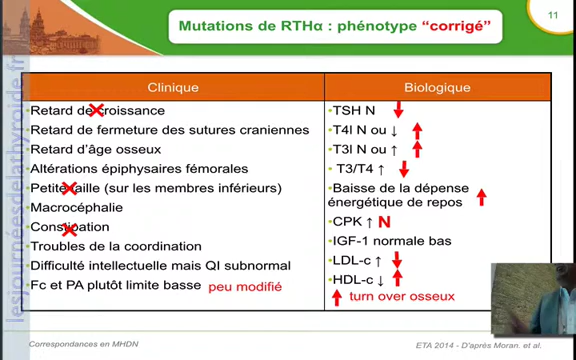 Mutations de RTHα : phénotype “corrigé”
11
Clinique
Biologique
Retard de croissance
Retard de fermeture des sutures craniennes
Retard d’âge osseux
Altérations épiphysaires fémorales
Petite taille (sur les membres inférieurs)
Macrocéphalie
Constipation
Troubles de la coordination
Difficulté intellectuelle mais QI subnormal
Fc et PA plutôt limite basse peu modifié
TSH N
T4l N ou ↓
T3l N ou ↑
T3/T4 ↑
Baisse de la dépense
énergétique de repos
CPK ↑ N
IGF-1 normale bas
LDL-c ↑
HDL-c ↓
turn over osseux
lesjournéesdelathyroide.fr
Correspondances en MHDN
ETA 2014 - D’après Moran. et al.